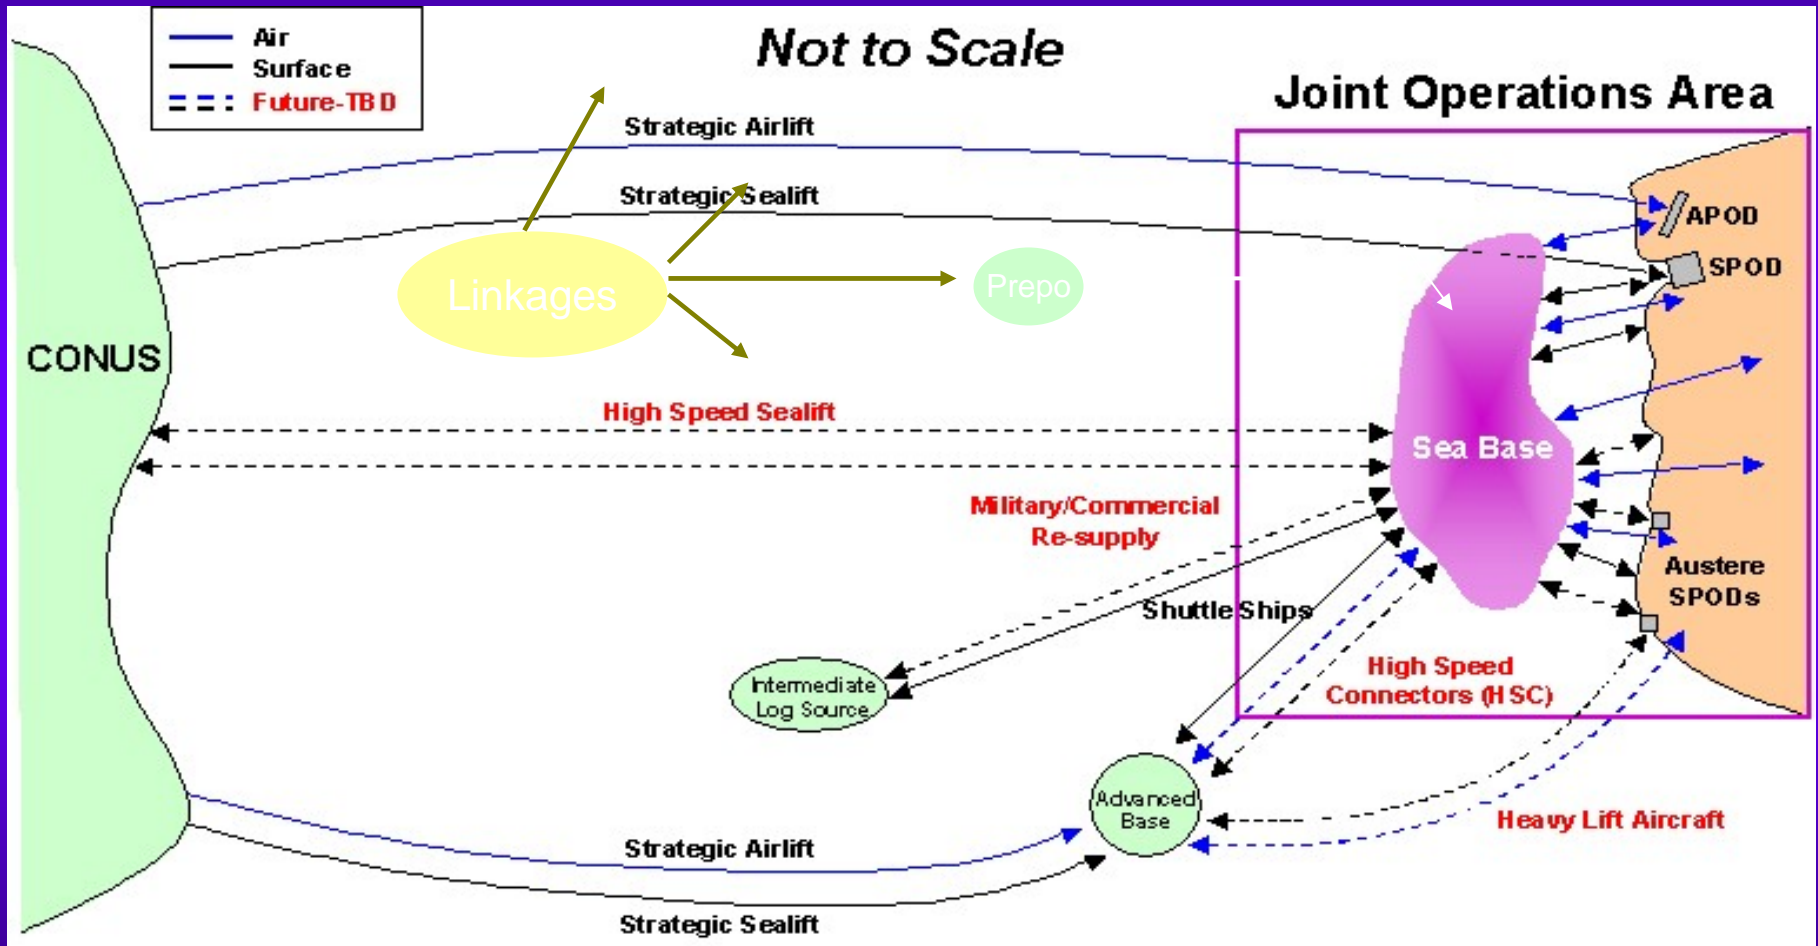 Air
Surface
Future-TBD
Not to Scale
Joint Operations Area
Strategic Airlift
Strategic Sealift
APOD
SPOD
Linkages
Prepo
CONUS
High Speed Sealift
Sea Base
Military/Commercial
Re-supply
Austere
SPODs
Shuttle Ships
High Speed
Connectors (HSC)
Intermediate
Log Source
Advanced
Base
Heavy Lift Aircraft
Strategic Airlift
Strategic Sealift